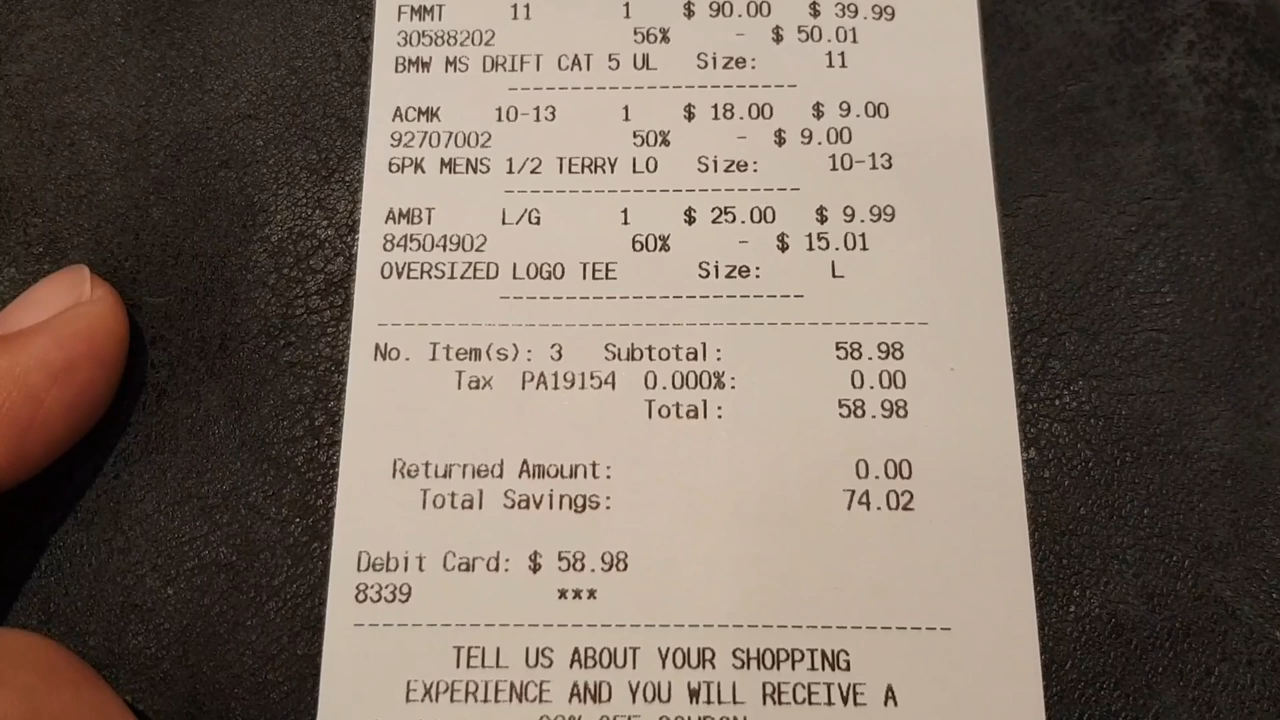 FMMT 11 1 $ 90.00 $ 39.99
30588202 56% - $ 50.01
BMW MS DRIFT CAT 5 UL Size: 11
-----------------------
ACMK 10-13 1 $ 18.00 $ 9.00
92707002 50% - $ 9.00
6PK MENS 1/2 TERRY LO Size: 10-13
-----------------------
AMBT L/G 1 $ 25.00 $ 9.99
84504902 60% - $ 15.01
OVERSIZED LOGO TEE Size: L
-----------------------
------------------------------------------
No. Item(s): 3 Subtotal: 58.98
Tax PA19154 0.000%: 0.00
Total: 58.98
Returned Amount: 0.00
Total Savings: 74.02
Debit Card: $ 58.98
8339 ***
------------------------------------------
TELL US ABOUT YOUR SHOPPING
EXPERIENCE AND YOU WILL RECEIVE A